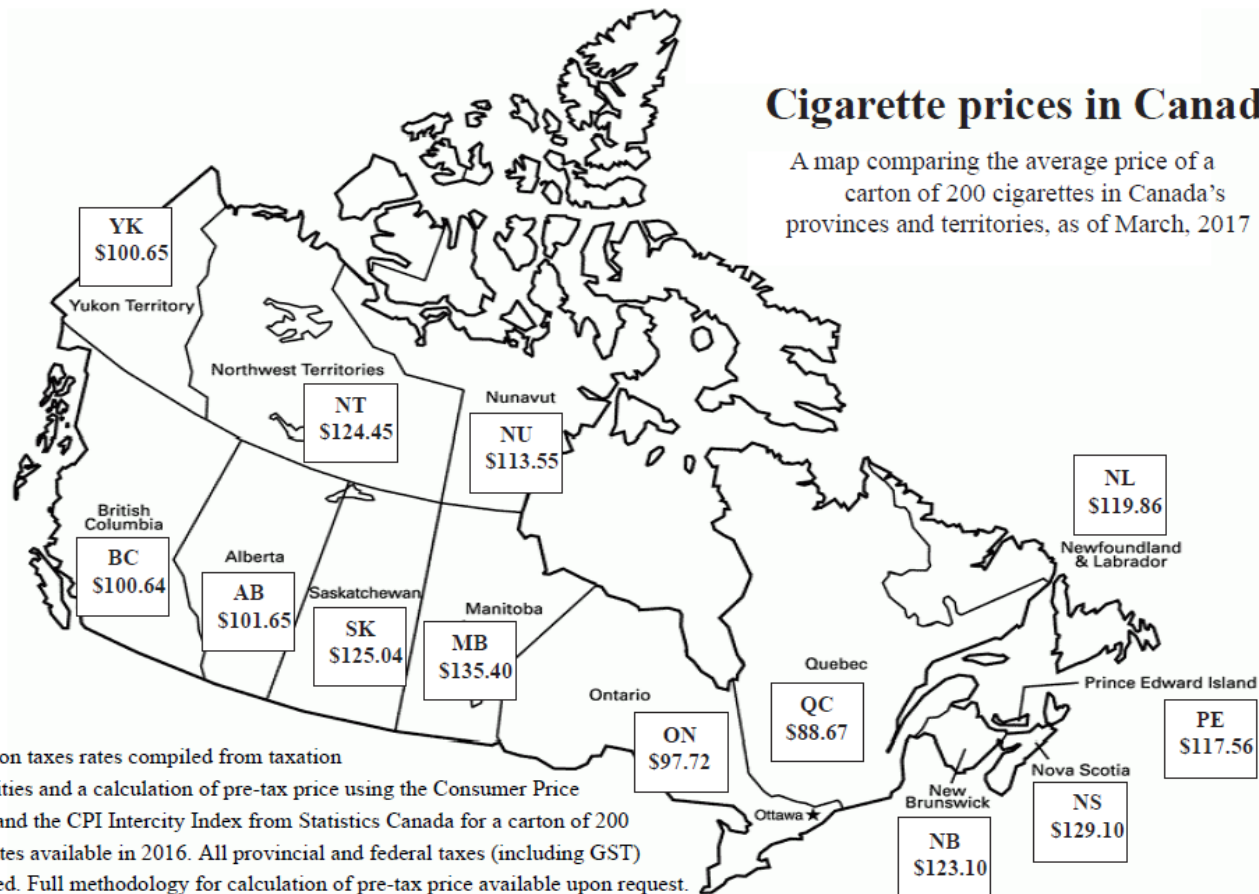 Cigarette prices in Canad
A map comparing the average price of a
carton of 200 cigarettes in Canada's
provinces and territories, as of March, 2017
YK
$100.65
Yukon Territory
Northwest Territories
NT
$124.45
Nunavut
NU
$113.55
NL
$119.86
Newfoundland
& Labrador
British
Columbia
BC
$100.64
Alberta
AB
$101.65
Saskatchewan
SK
$125.04
Manitoba
MB
$135.40
Ontario
ON
$97.72
Quebec
QC
$88.67
Prince Edward Island
PE
$117.56
Nova Scotia
NS
$129.10
New
Brunswick
NB
$123.10
Ottawa
on taxes rates compiled from taxation
ities and a calculation of pre-tax price using the Consumer Price
and the CPI Intercity Index from Statistics Canada for a carton of 200
tes available in 2016. All provincial and federal taxes (including GST)
ed. Full methodology for calculation of pre-tax price available upon request.